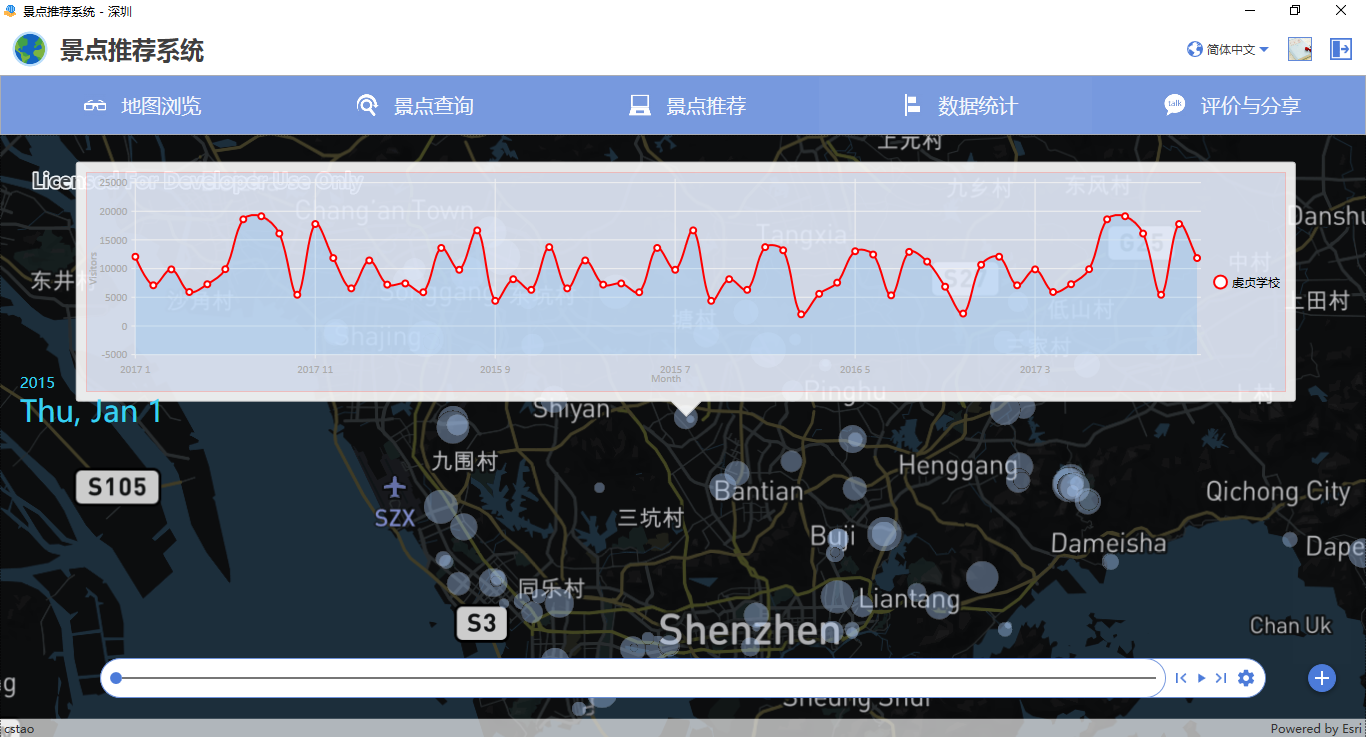 景点推荐系统 - 深圳
景点推荐系统
简体中文
地图浏览
景点查询
景点推荐
talk
数据统计
评价与分享
上元村
Licensed For Developer Use Only
九乡村
东风村
Danshu
Chang'an Town
Tangxia
G25
中村
东井村
S27
上田村
低山村
塘村
Shajing
三家村
25000
20000
15000
10000
5000
0
-5000
Visitors
2017 1
2017 11
2015 9
2015 7
2016 5
2017 3
Month
虔贞学校
2015
Thu, Jan 1
Pinghu
上村
Shiyan
九围村
Henggang
S105
Bantian
Qichong City
SZX
三坑村
Buji
Dameisha
Dape
同乐村
Liantang
S3
Shenzhen
Chan Uk
g
Sheung Shui
cstao
Powered by Esri